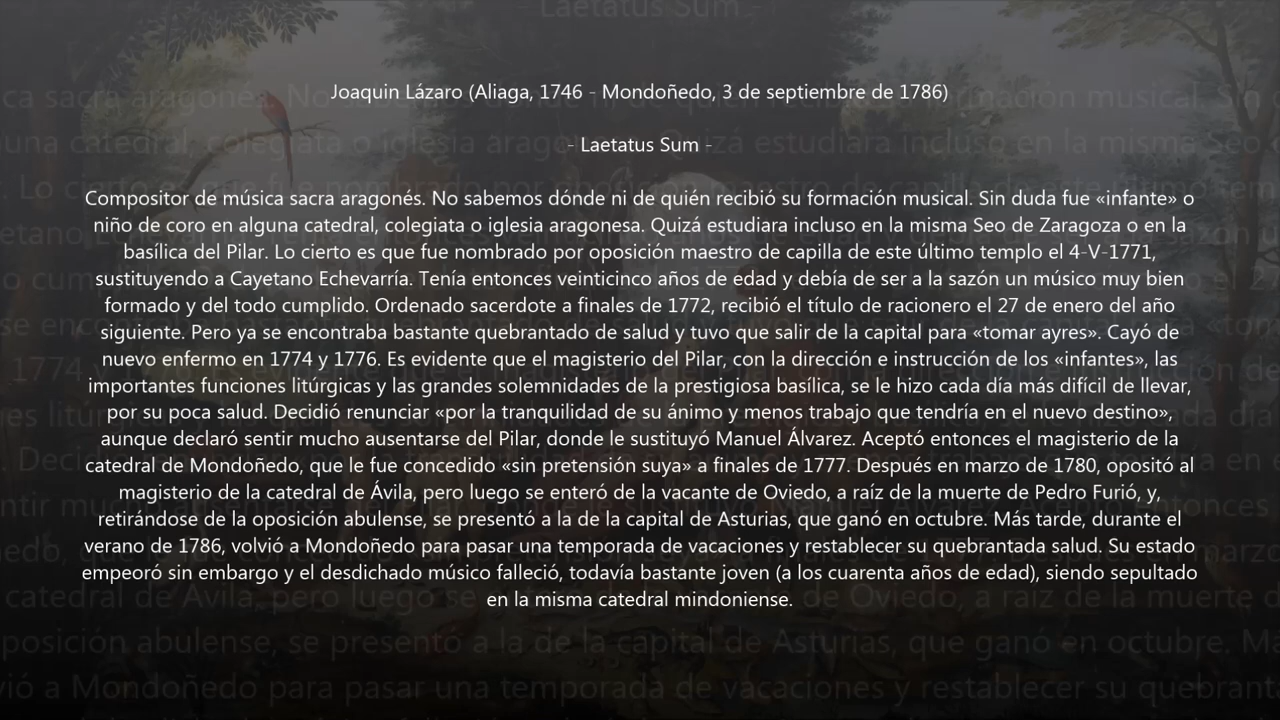 Joaquin Lázaro (Aliaga, 1746 - Mondoñedo, 3 de septiembre de 1786)
- Laetatus Sum -
Compositor de música sacra aragonés. No sabemos dónde ni de quién recibió su formación musical. Sin duda fue «infante» o
niño de coro en alguna catedral, colegiata o iglesia aragonesa. Quizá estudiara incluso en la misma Seo de Zaragoza o en la
basílica del Pilar. Lo cierto es que fue nombrado por oposición maestro de capilla de este último templo el 4-V-1771,
sustituyendo a Cayetano Echevarría. Tenía entonces veinticinco años de edad y debía de ser a la sazón un músico muy bien
formado y del todo cumplido. Ordenado sacerdote a finales de 1772, recibió el título de racionero el 27 de enero del año
siguiente. Pero ya se encontraba bastante quebrantado de salud y tuvo que salir de la capital para «tomar ayres». Cayó de
nuevo enfermo en 1774 y 1776. Es evidente que el magisterio del Pilar, con la dirección e instrucción de los «infantes», las
importantes funciones litúrgicas y las grandes solemnidades de la prestigiosa basílica, se le hizo cada día más difícil de llevar,
por su poca salud. Decidió renunciar «por la tranquilidad de su ánimo y menos trabajo que tendría en el nuevo destino»,
aunque declaró sentir mucho ausentarse del Pilar, donde le sustituyó Manuel Álvarez. Aceptó entonces el magisterio de la
catedral de Mondoñedo, que le fue concedido «sin pretensión suya» a finales de 1777. Después en marzo de 1780, opositó al
magisterio de la catedral de Ávila, pero luego se enteró de la vacante de Oviedo, a raíz de la muerte de Pedro Furió, y,
retirándose de la oposición abulense, se presentó a la de la capital de Asturias, que ganó en octubre. Más tarde, durante el
verano de 1786, volvió a Mondoñedo para pasar una temporada de vacaciones y restablecer su quebrantada salud. Su estado
empeoró sin embargo y el desdichado músico falleció, todavía bastante joven (a los cuarenta años de edad), siendo sepultado
en la misma catedral mindoniense.